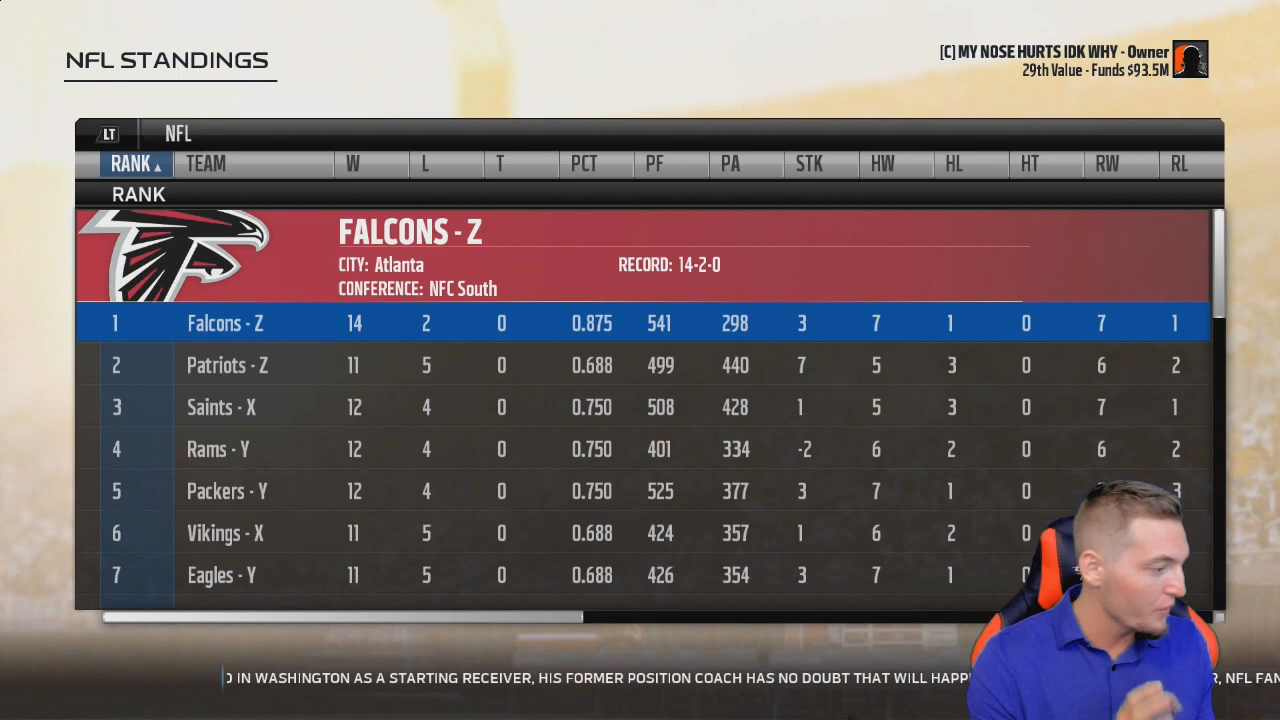 NFL STANDINGS
[C] MY NOSE HURTS IDK WHY - Owner
29th Value - Funds $93.5M
LT NFL
RANK TEAM W L T PCT PF PA STK HW HL HT RW RL
RANK
FALCONS - Z
CITY: Atlanta RECORD: 14-2-0
CONFERENCE: NFC South
1 Falcons - Z 14 2 0 0.875 541 298 3 7 1 0 7 1
2 Patriots - Z 11 5 0 0.688 499 440 7 5 3 0 6 2
3 Saints - X 12 4 0 0.750 508 428 1 5 3 0 7 1
4 Rams - Y 12 4 0 0.750 401 334 -2 6 2 0 6 2
5 Packers - Y 12 4 0 0.750 525 377 3 7 1 0 3
6 Vikings - X 11 5 0 0.688 424 357 1 6 2 0
7 Eagles - Y 11 5 0 0.688 426 354 3 7 1
IN WASHINGTON AS A STARTING RECEIVER, HIS FORMER POSITION COACH HAS NO DOUBT THAT WILL NFL